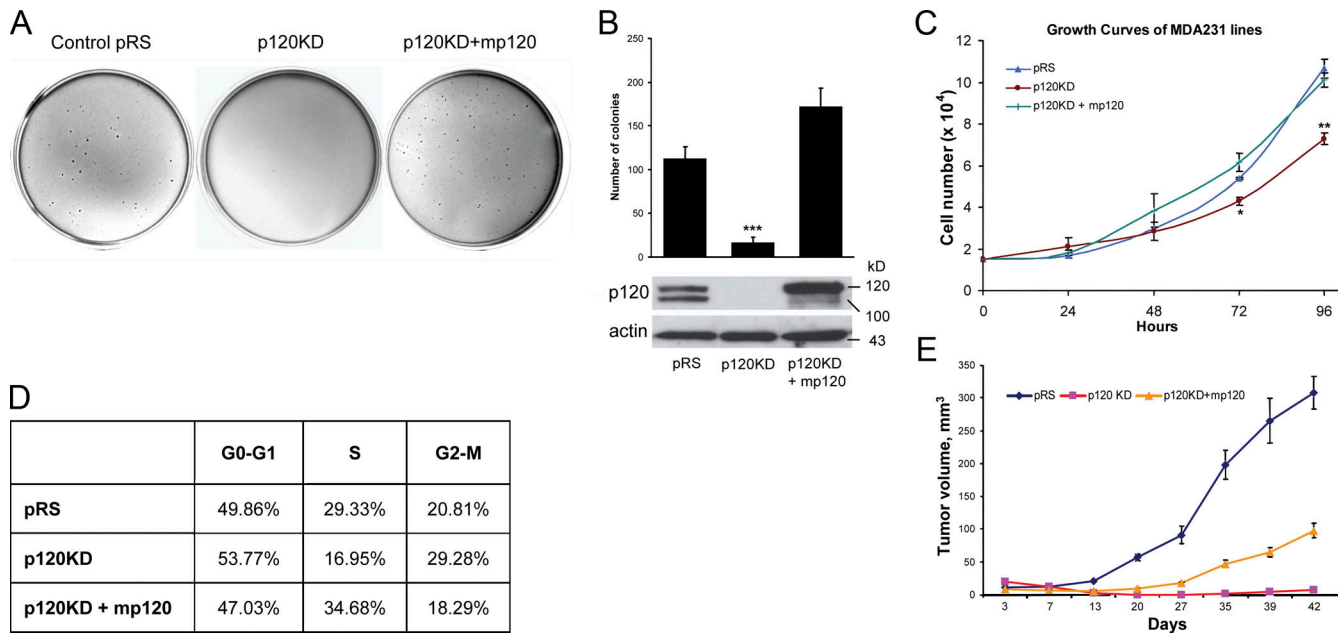 A
Control pRS
p120KD
p120KD+mp120
B
Number of colonies
250
200
150
100
50
0
***
kD
p120
120
100
actin
43
pRS
p120KD
p120KD
+ mp120
C
Growth Curves of MDA231 lines
pRS
p120KD
p120KD + mp120
Cell number (x 10⁴)
12
10
8
6
4
2
0
**
*
0
24
48
72
96
Hours
D
G0-G1 S G2-M
pRS 49.86% 29.33% 20.81%
p120KD 53.77% 16.95% 29.28%
p120KD + mp120 47.03% 34.68% 18.29%
E
pRS
p120 KD
p120KD+mp120
Tumor volume, mm³
350
300
250
200
150
100
50
0
3
7
13
20
27
35
39
42
Days